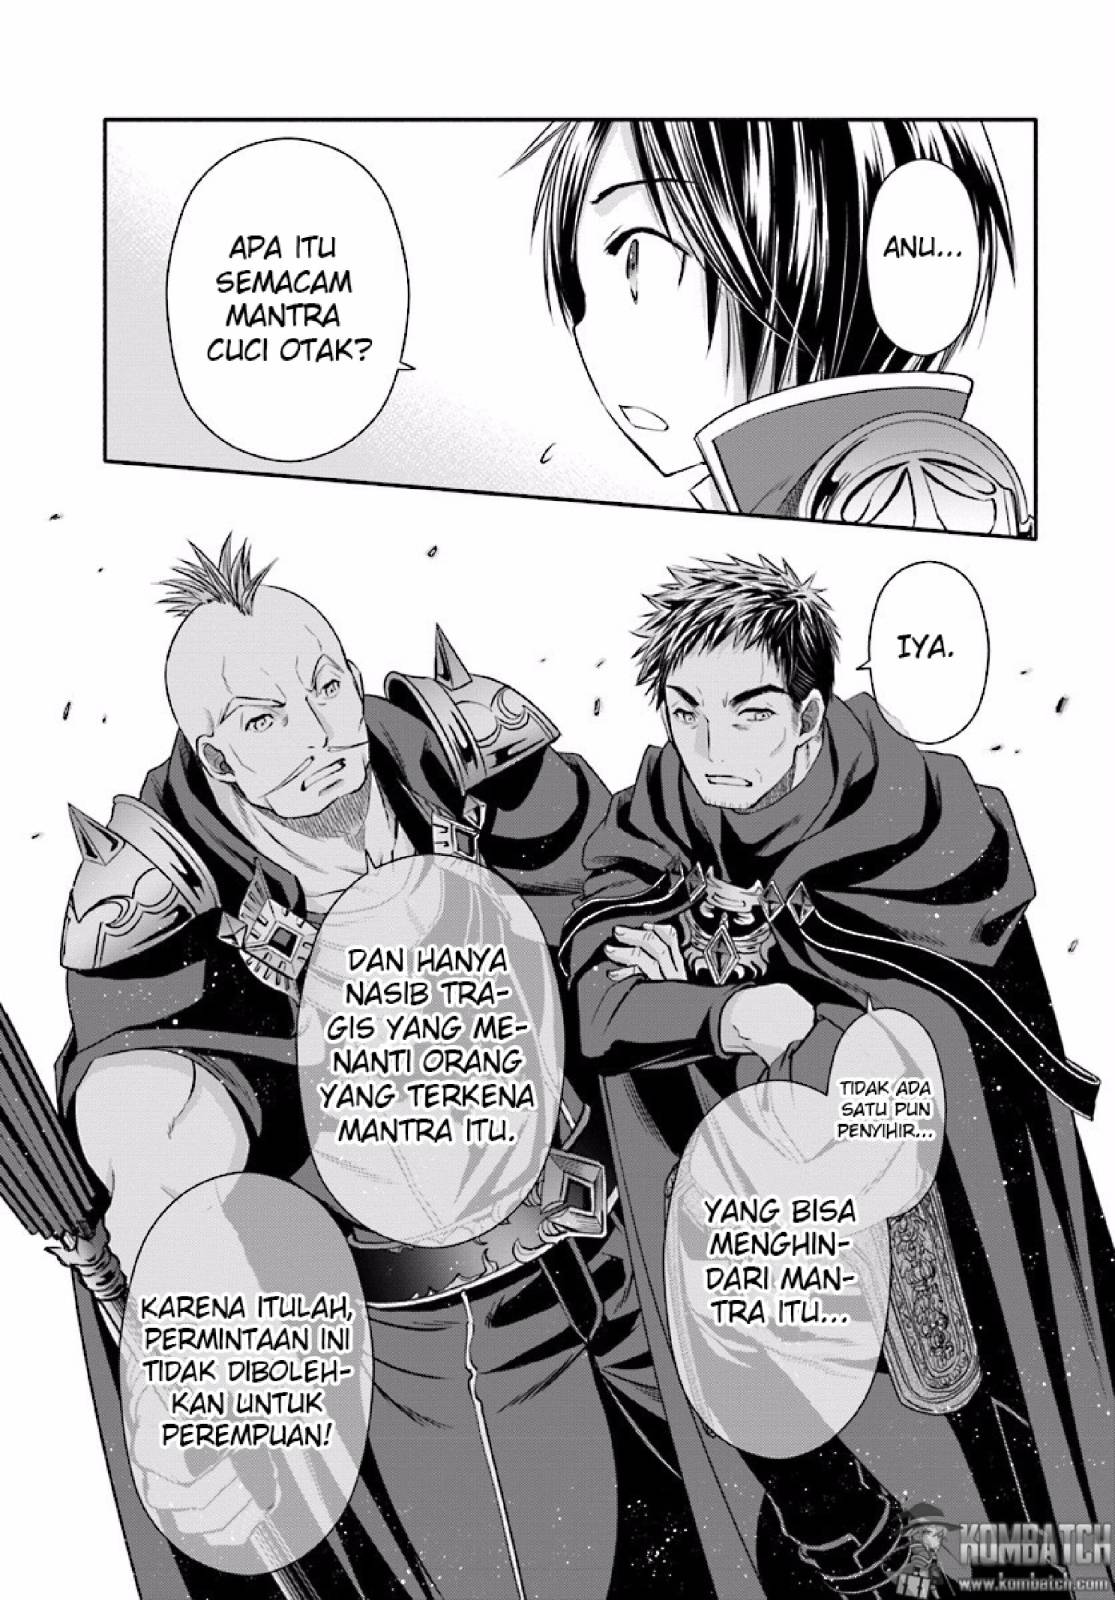 ANU...
APA ITU
SEMACAM
MANTRA
CUCI OTAK?
IYA.
TIDAK ADA
SATU PUN
PENYIHIR...
YANG BISA
MENGHIN-
DARI MAN-
TRA ITU...
DAN HANYA
NASIB TRA-
GIS YANG ME-
NANTI ORANG
YANG TERKENA
MANTRA ITU.
KARENA ITULAH,
PERMINTAAN INI
TIDAK DIBOLEH-
KAN UNTUK
PEREMPUAN!
KOMBATCH
www.kombatch.com